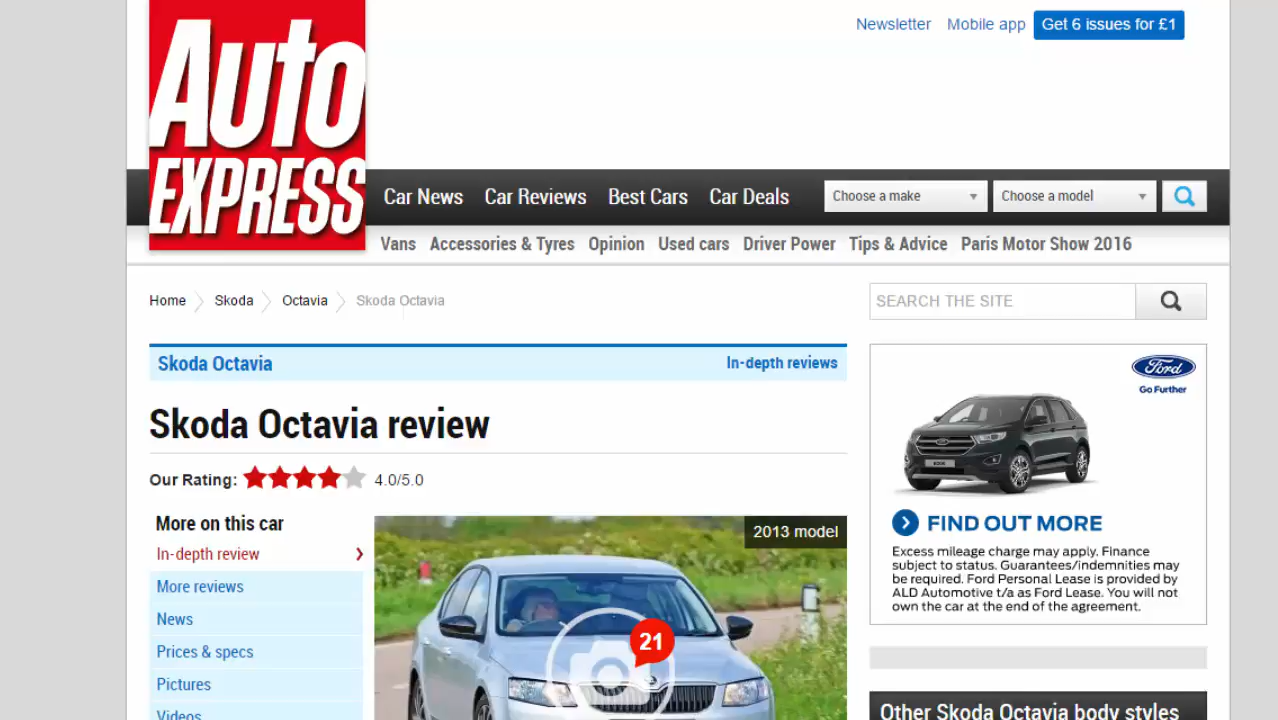 Auto
EXPRESS
Newsletter Mobile app Get 6 issues for £1
Car News Car Reviews Best Cars Car Deals Choose a make Choose a model
Vans Accessories & Tyres Opinion Used cars Driver Power Tips & Advice Paris Motor Show 2016
Home Skoda Octavia Skoda Octavia
SEARCH THE SITE
Skoda Octavia In-depth reviews
Skoda Octavia review
Our Rating: 4.0/5.0
More on this car
In-depth review
More reviews
News
Prices & specs
Pictures
Videos
2013 model
21
Ford
Go Further
FIND OUT MORE
Excess mileage charge may apply. Finance
subject to status. Guarantees/indemnities may
be required. Ford Personal Lease is provided by
ALD Automotive t/a as Ford Lease. You will not
own the car at the end of the agreement.
Other Skoda Octavia body styles